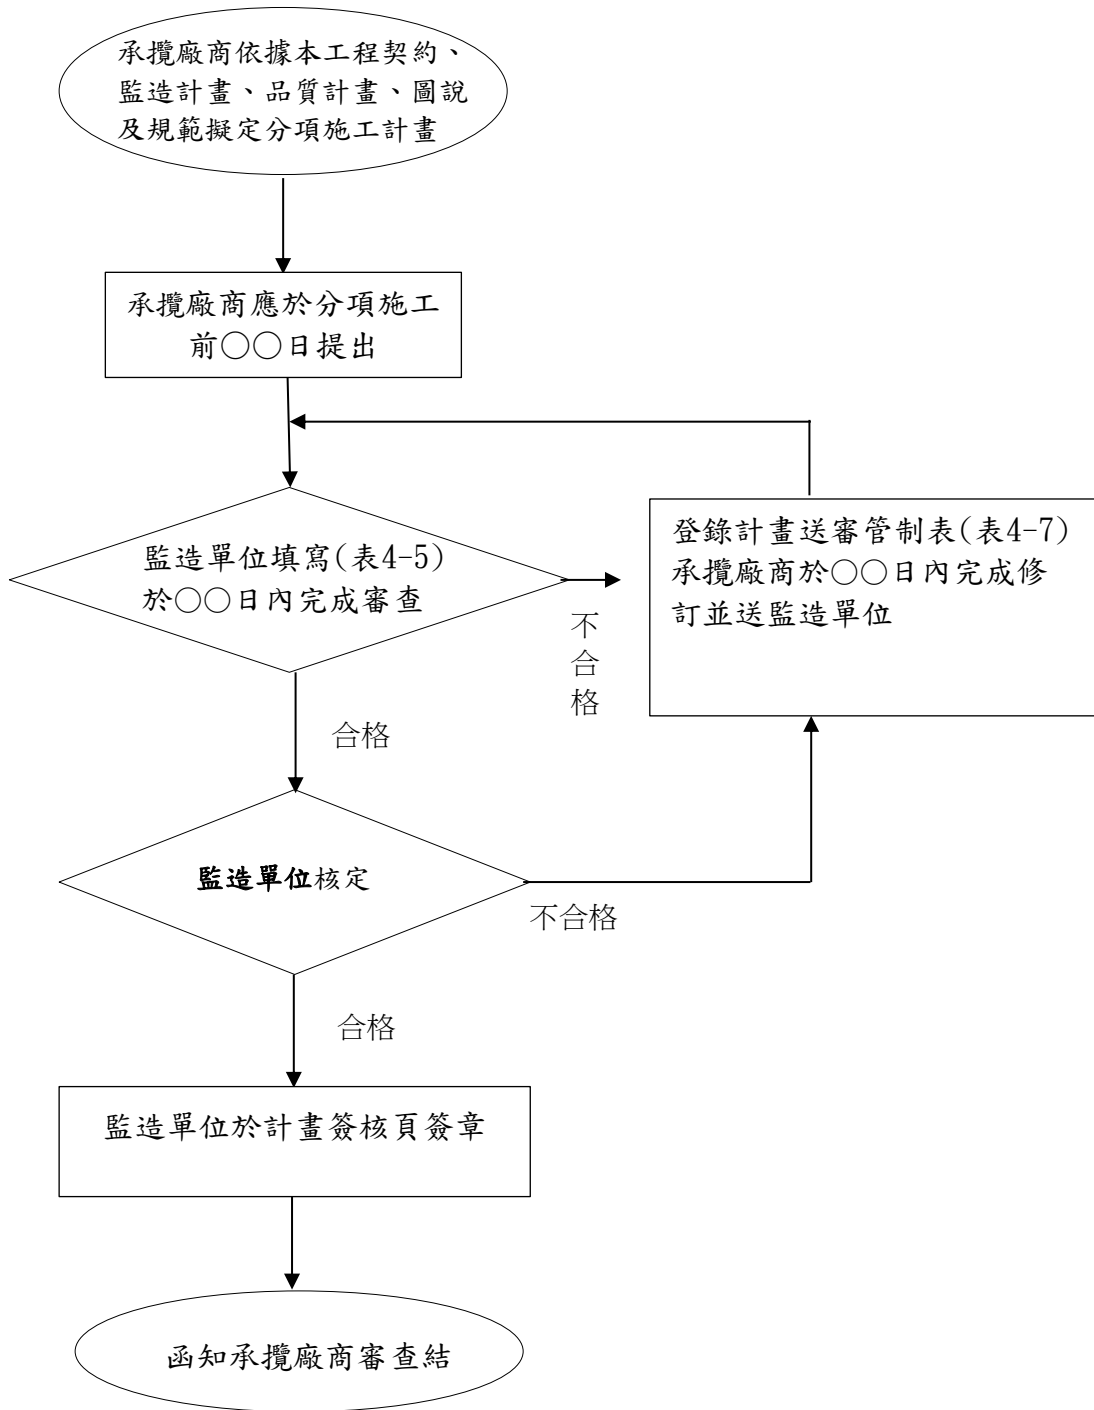 承攬廠商依據本工程契約、
監造計畫、品質計畫、圖說
及規範擬定分項施工計畫
承攬廠商應於分項施工
前○○日提出
監造單位填寫(表4-5)
於○○日內完成審查
不
合
格
登錄計畫送審管制表(表4-7)
承攬廠商於○○日內完成修
訂並送監造單位
合格
監造單位核定
不合格
合格
監造單位於計畫簽核頁簽章
函知承攬廠商審查結